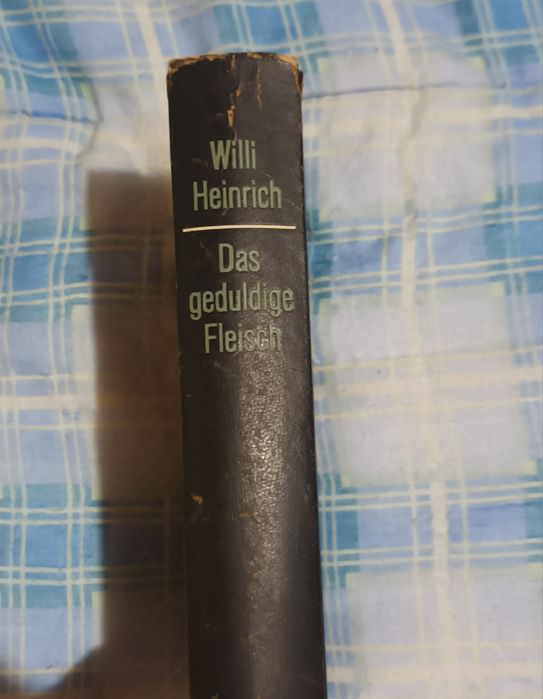 Willi
Heinrich
Das
geduldige
Fleisch